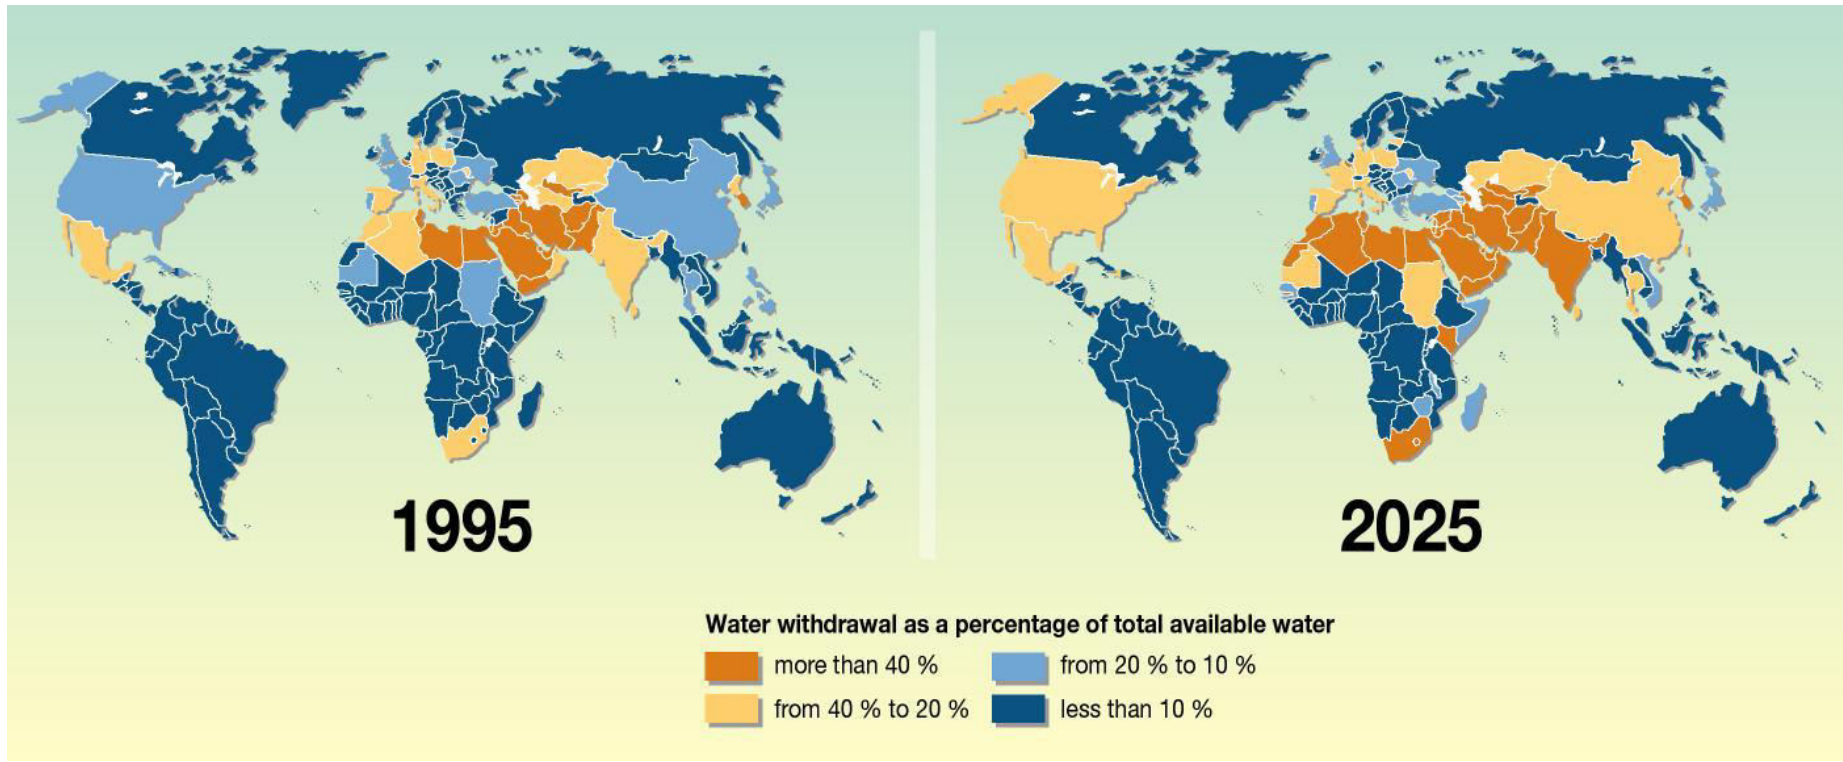 1995
2025
Water withdrawal as a percentage of total available water
more than 40 %
from 20 % to 10 %
from 40 % to 20 %
less than 10 %